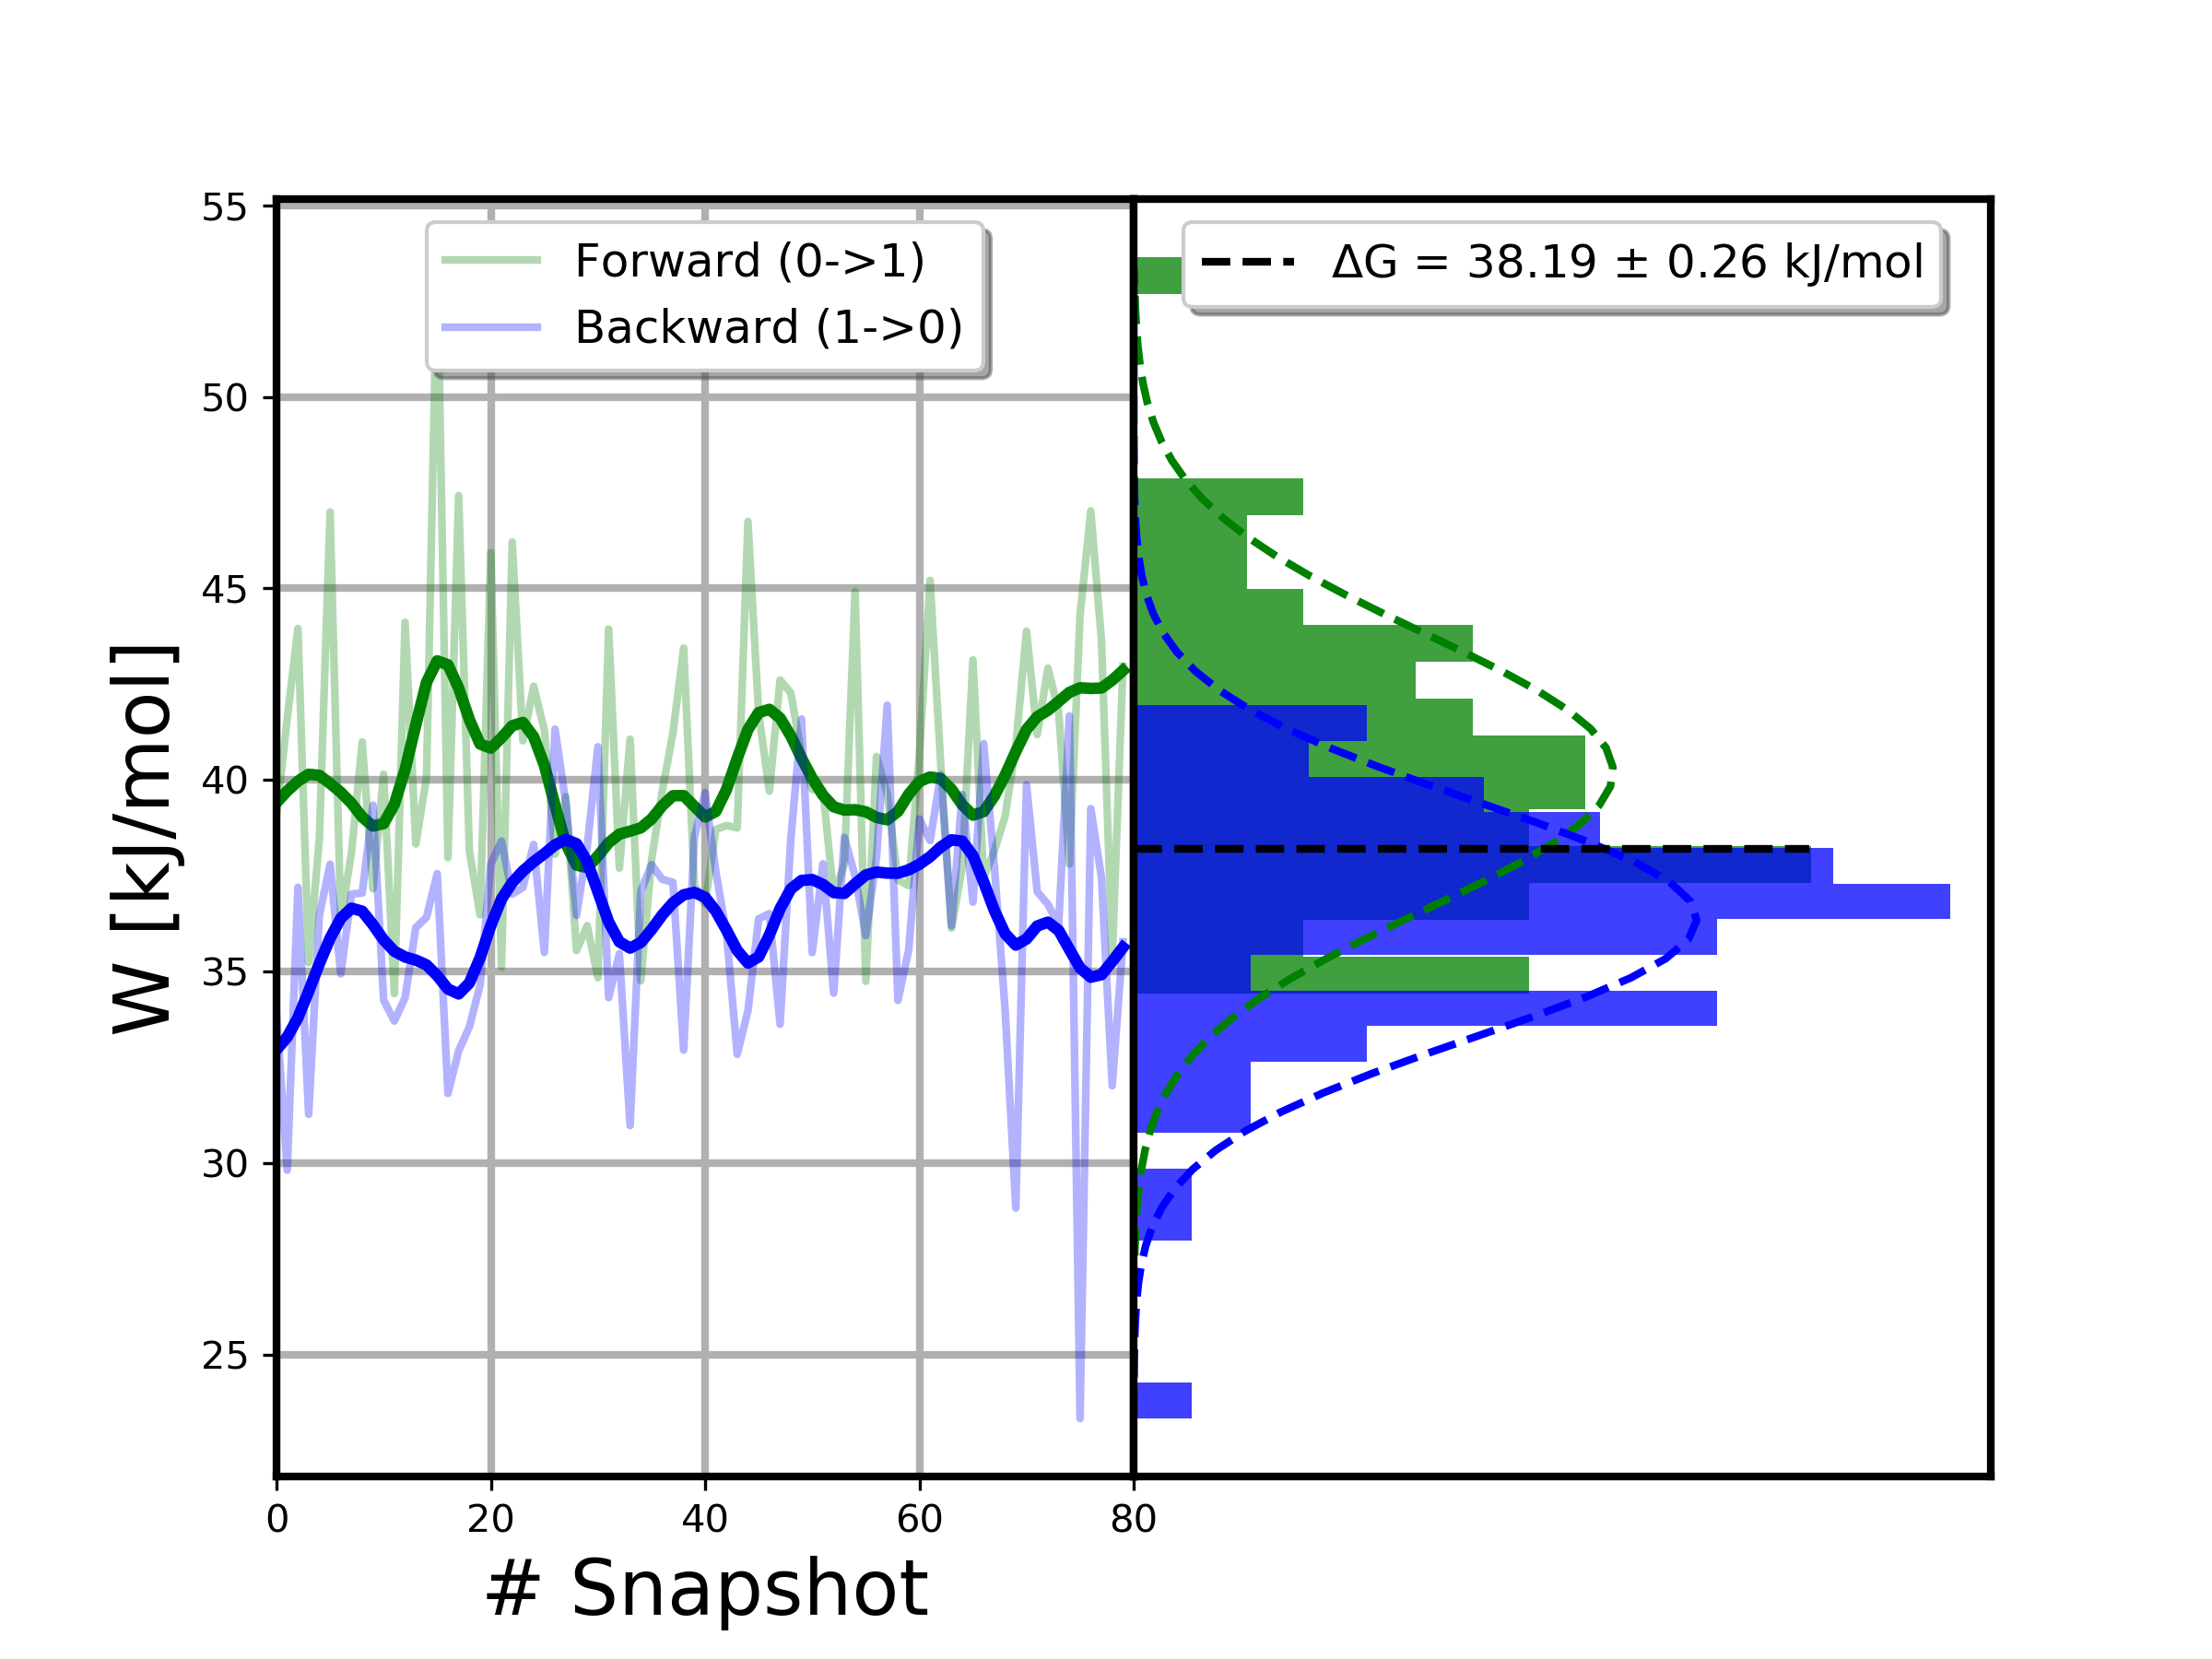 55
50
45
40
35
30
25
W [kJ/mol]
Forward (0->1)
Backward (1->0)
ΔG = 38.19 ± 0.26 kJ/mol
0 20 40 60 80
# Snapshot